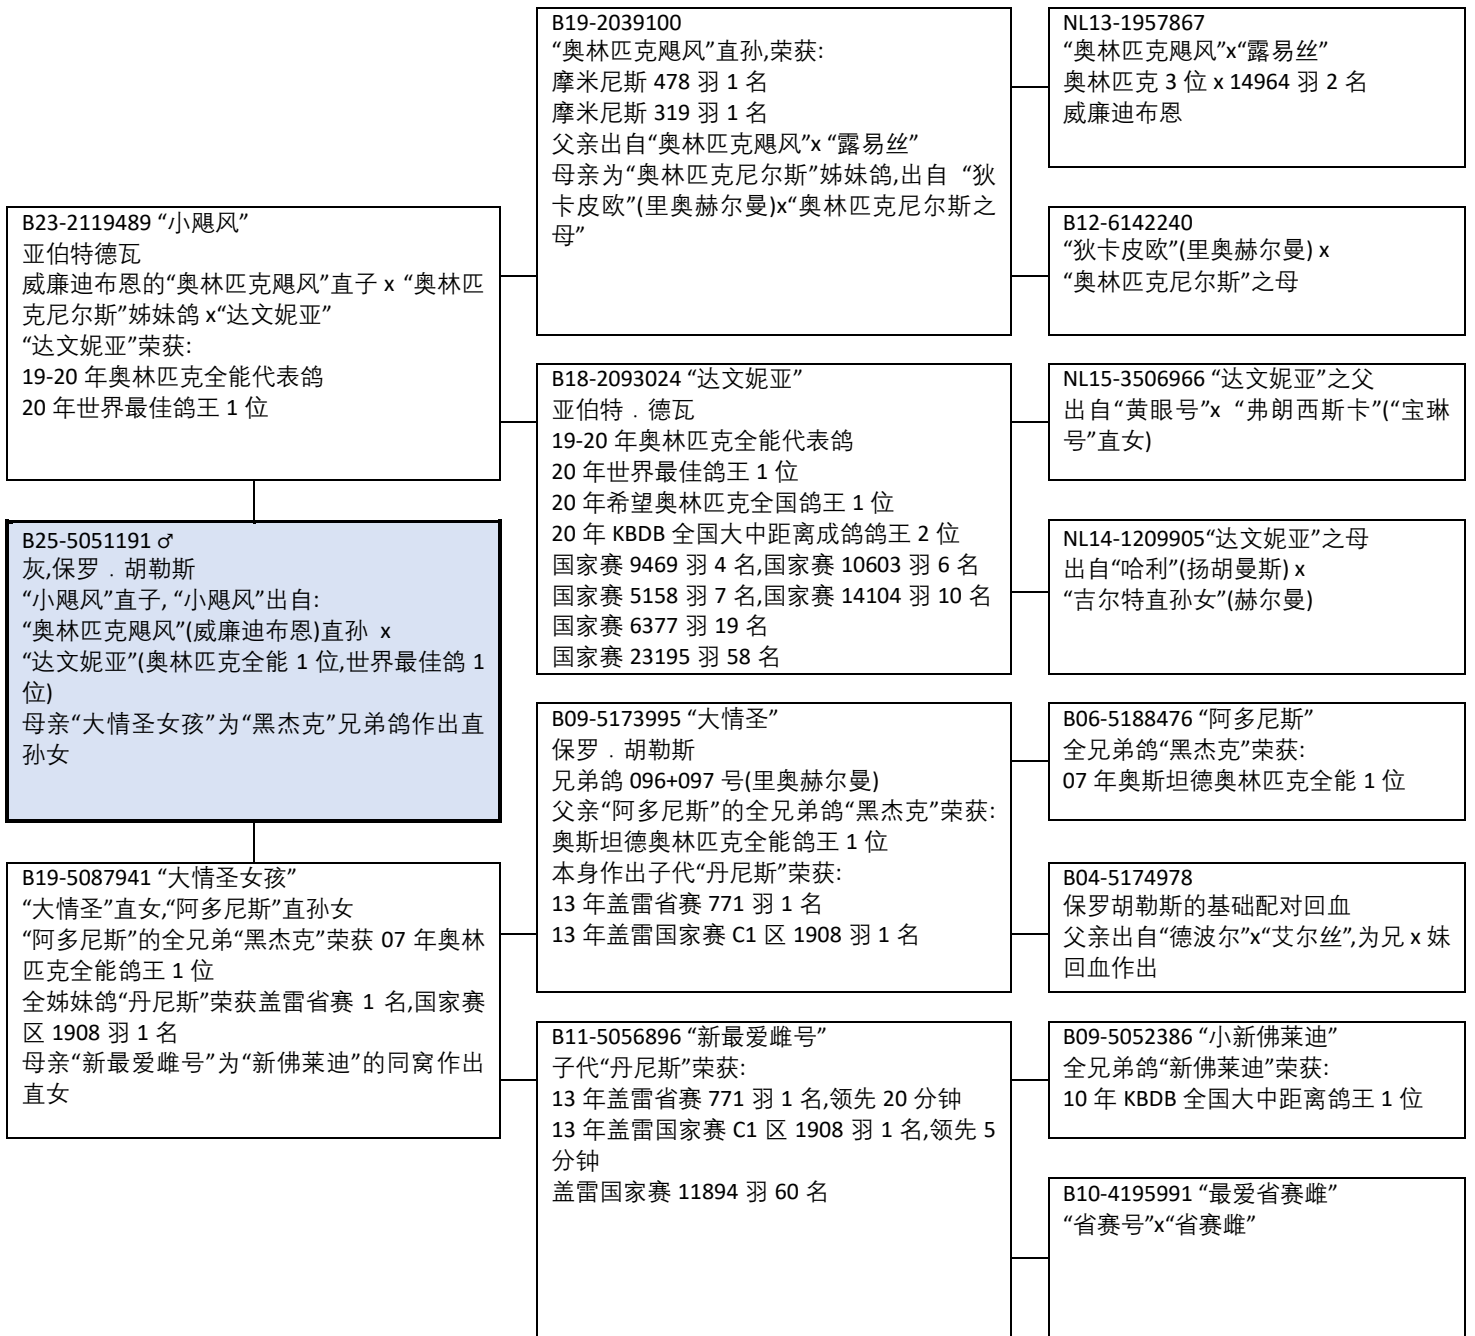 B23-2119489 “小飓风”
亚伯特德瓦
威廉迪布恩的“奥林匹克飓风”直子 x “奥林
匹克尼尔斯”姊妹鸽 x“达文妮亚”
“达文妮亚”荣获:
19-20 年奥林匹克全能代表鸽
20 年世界最佳鸽王 1 位
B25-5051191 ♂
灰,保罗．胡勒斯
“小飓风”直子, “小飓风”出自:
“奥林匹克飓风”(威廉迪布恩)直孙 x
“达文妮亚”(奥林匹克全能 1 位,世界最佳鸽 1
位)
母亲“大情圣女孩”为“黑杰克”兄弟鸽作出直
孙女
B19-5087941 “大情圣女孩”
“大情圣”直女,“阿多尼斯”直孙女
“阿多尼斯”的全兄弟“黑杰克”荣获 07 年奥林
匹克全能鸽王 1 位
全姊妹鸽“丹尼斯”荣获盖雷省赛 1 名,国家赛
区 1908 羽 1 名
母亲“新最爱雌号”为“新佛莱迪”的同窝作出
直女
B19-2039100
“奥林匹克飓风”直孙,荣获:
摩米尼斯 478 羽 1 名
摩米尼斯 319 羽 1 名
父亲出自“奥林匹克飓风”x “露易丝”
母亲为“奥林匹克尼尔斯”姊妹鸽,出自 “狄
卡皮欧”(里奥赫尔曼)x“奥林匹克尼尔斯之
母”
B18-2093024 “达文妮亚”
亚伯特．德瓦
19-20 年奥林匹克全能代表鸽
20 年世界最佳鸽王 1 位
20 年希望奥林匹克全国鸽王 1 位
20 年 KBDB 全国大中距离成鸽鸽王 2 位
国家赛 9469 羽 4 名,国家赛 10603 羽 6 名
国家赛 5158 羽 7 名,国家赛 14104 羽 10 名
国家赛 6377 羽 19 名
国家赛 23195 羽 58 名
B09-5173995 “大情圣”
保罗．胡勒斯
兄弟鸽 096+097 号(里奥赫尔曼)
父亲“阿多尼斯”的全兄弟鸽“黑杰克”荣获:
奥斯坦德奥林匹克全能鸽王 1 位
本身作出子代“丹尼斯”荣获:
13 年盖雷省赛 771 羽 1 名
13 年盖雷国家赛 C1 区 1908 羽 1 名
B11-5056896 “新最爱雌号”
子代“丹尼斯”荣获:
13 年盖雷省赛 771 羽 1 名,领先 20 分钟
13 年盖雷国家赛 C1 区 1908 羽 1 名,领先 5
分钟
盖雷国家赛 11894 羽 60 名
NL13-1957867
“奥林匹克飓风”x“露易丝”
奥林匹克 3 位 x 14964 羽 2 名
威廉迪布恩
B12-6142240
“狄卡皮欧”(里奥赫尔曼) x
“奥林匹克尼尔斯”之母
NL15-3506966 “达文妮亚”之父
出自“黄眼号”x “弗朗西斯卡”(“宝琳
号”直女)
NL14-1209905“达文妮亚”之母
出自“哈利”(扬胡曼斯) x
“吉尔特直孙女”(赫尔曼)
B06-5188476 “阿多尼斯”
全兄弟鸽“黑杰克”荣获:
07 年奥斯坦德奥林匹克全能 1 位
B04-5174978
保罗胡勒斯的基础配对回血
父亲出自“德波尔”x“艾尔丝”,为兄 x 妹
回血作出
B09-5052386 “小新佛莱迪”
全兄弟鸽“新佛莱迪”荣获:
10 年 KBDB 全国大中距离鸽王 1 位
B10-4195991 “最爱省赛雌”
“省赛号”x“省赛雌”